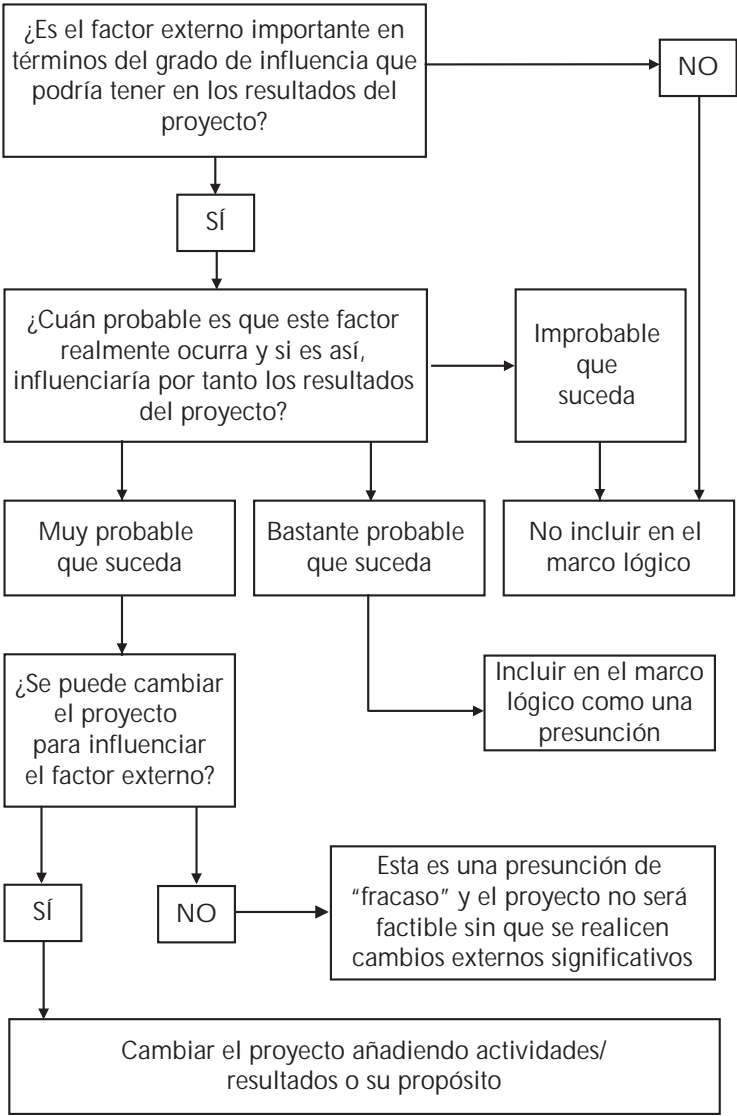 ¿Es el factor externo importante en
términos del grado de influencia que
podría tener en los resultados del
proyecto?
NO
SÍ
¿Cuán probable es que este factor
realmente ocurra y si es así,
influenciaría por tanto los resultados
del proyecto?
Improbable
que
suceda
Muy probable
que suceda
Bastante probable
que suceda
No incluir en el
marco lógico
¿Se puede cambiar
el proyecto
para influenciar
el factor externo?
Incluir en el marco
lógico como una
presunción
SÍ
NO
Esta es una presunción de
“fracaso” y el proyecto no será
factible sin que se realicen
cambios externos significativos
Cambiar el proyecto añadiendo actividades/
resultados o su propósito